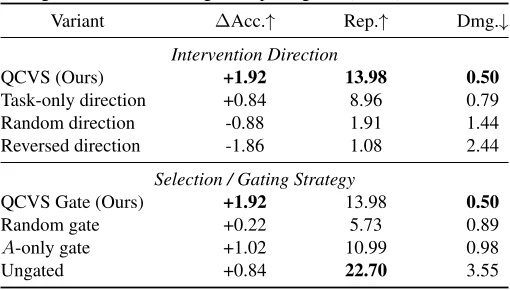 Variant ΔAcc.↑ Rep.↑ Dmg.↓
Intervention Direction
QCVS (Ours) +1.92 13.98 0.50
Task-only direction +0.84 8.96 0.79
Random direction -0.88 1.91 1.44
Reversed direction -1.86 1.08 2.44
Selection / Gating Strategy
QCVS Gate (Ours) +1.92 13.98 0.50
Random gate +0.22 5.73 0.89
A-only gate +1.02 10.99 0.98
Ungated +0.84 22.70 3.55